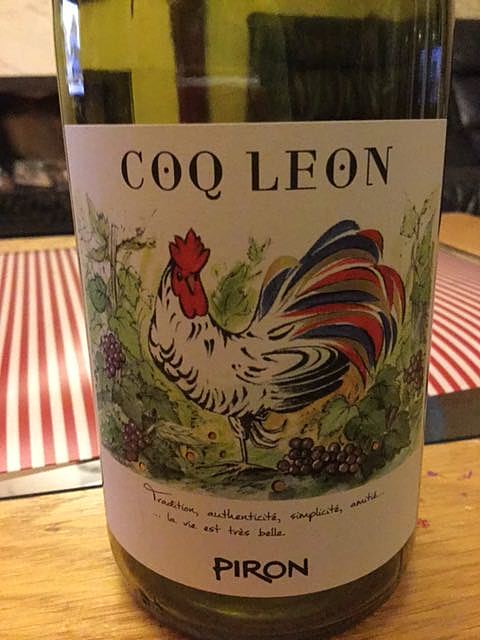 COQ LEON
Tradition, authenticité, simplicité, amitié...
... la vie est très belle.
PIRON